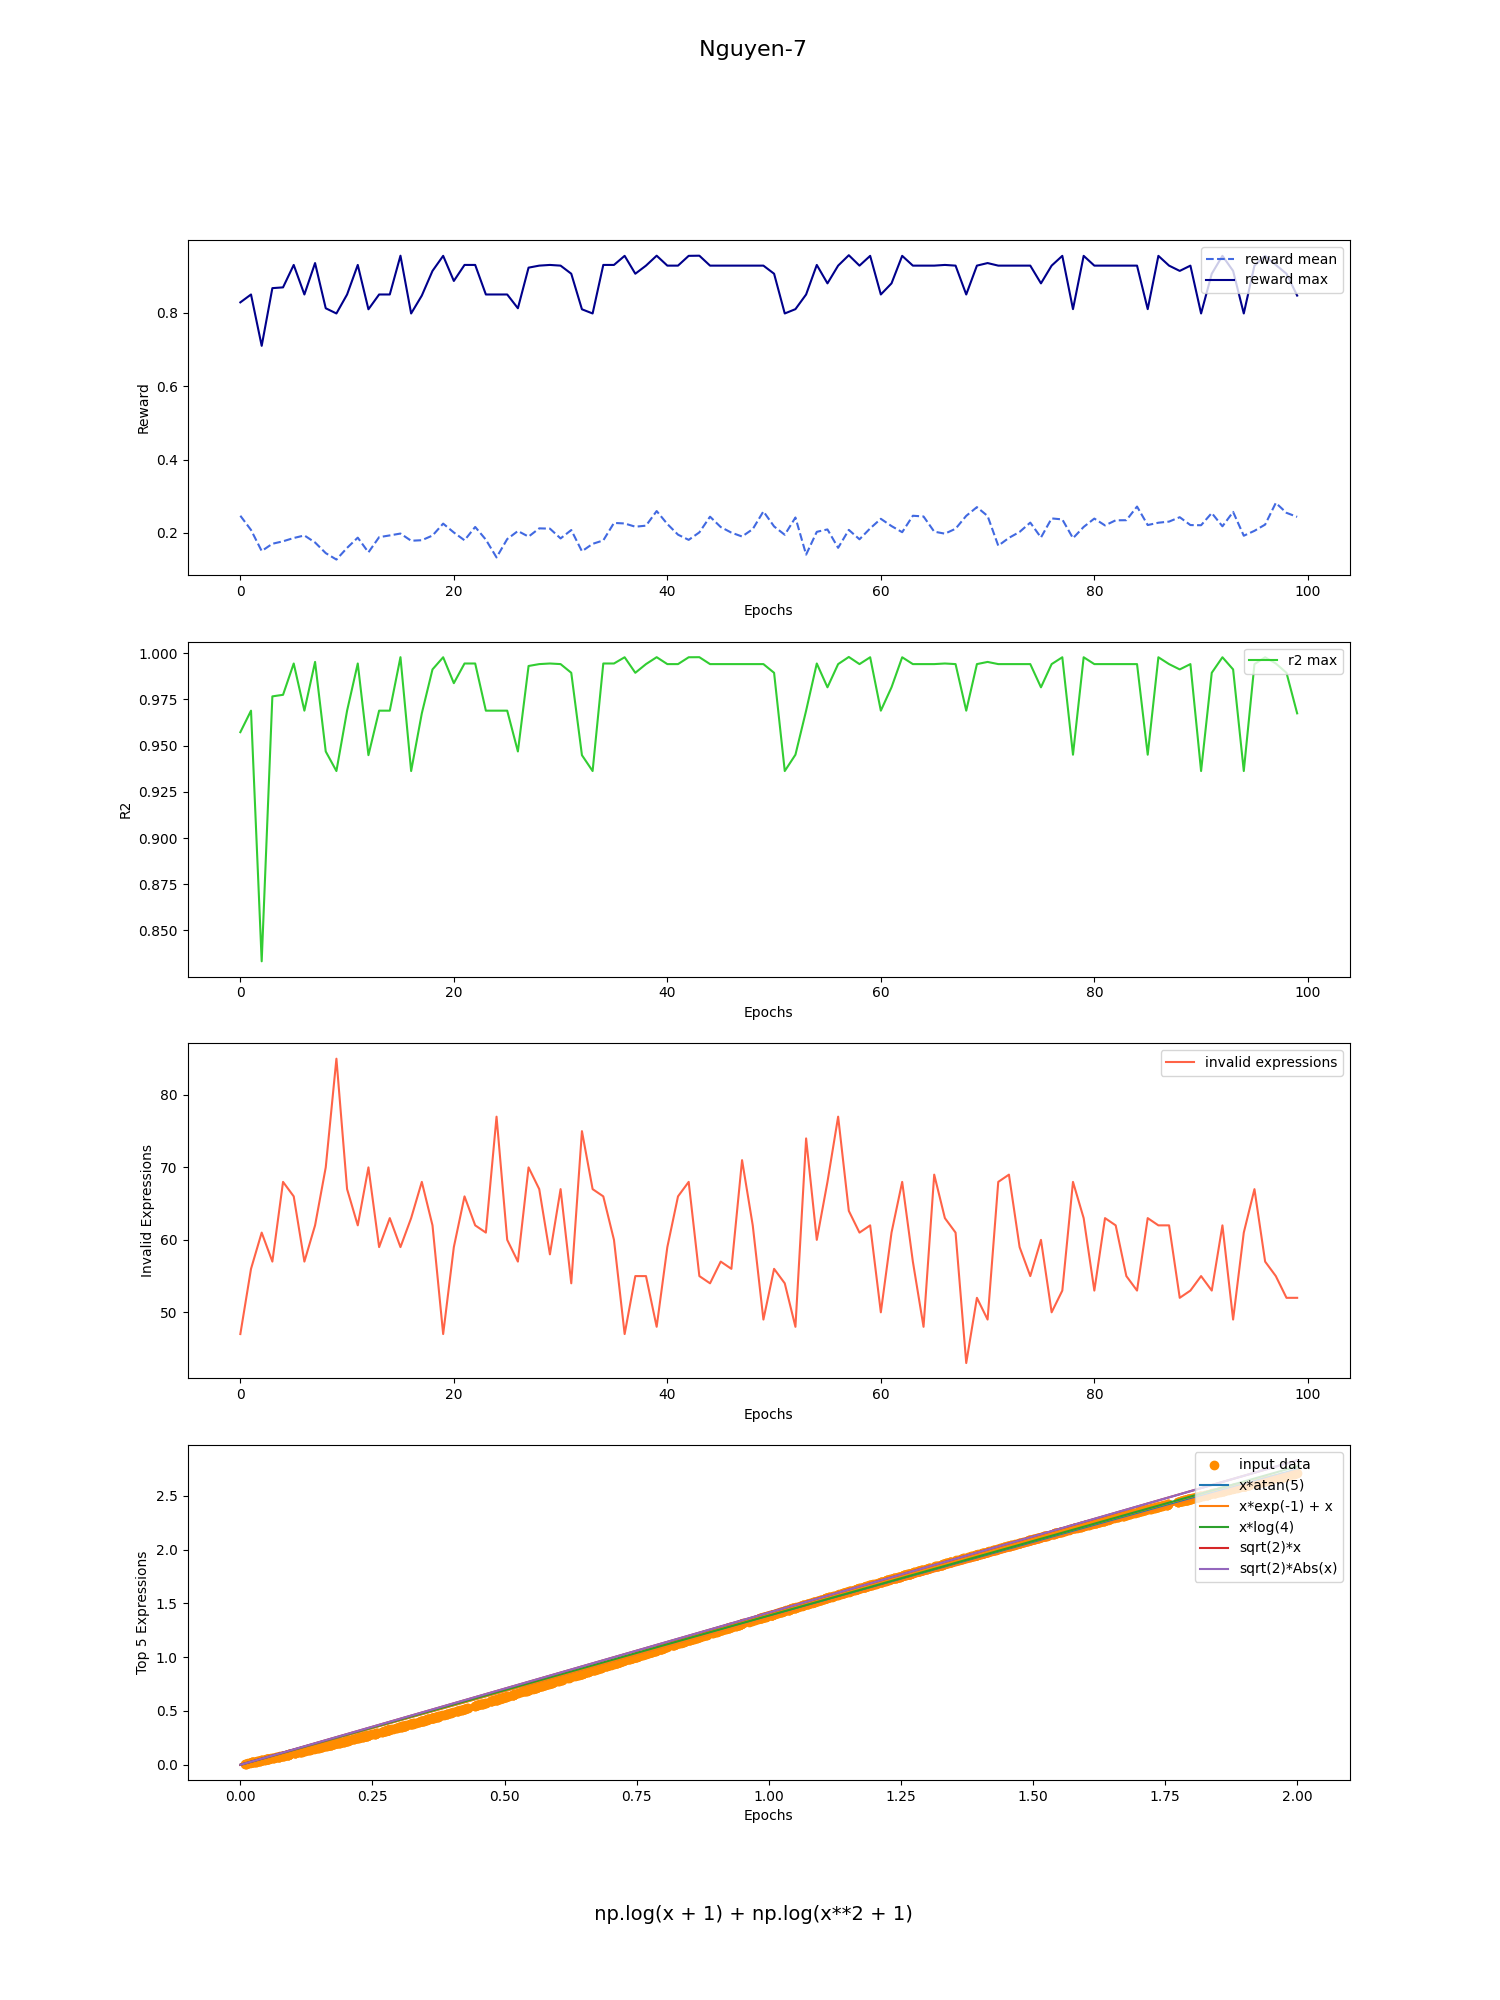 Nguyen-7
reward mean
reward max
0.8
0.6
0.4
0.2
Reward
0 20 40 60 80 100
Epochs
r2 max
1.000
0.975
0.950
0.925
0.900
0.875
0.850
R2
0 20 40 60 80 100
Epochs
invalid expressions
80
70
60
50
Invalid Expressions
0 20 40 60 80 100
Epochs
input data
x*atan(5)
x*exp(-1) + x
x*log(4)
sqrt(2)*x
sqrt(2)*Abs(x)
2.5
2.0
1.5
1.0
0.5
0.0
Top 5 Expressions
0.00 0.25 0.50 0.75 1.00 1.25 1.50 1.75 2.00
Epochs
np.log(x + 1) + np.log(x**2 + 1)